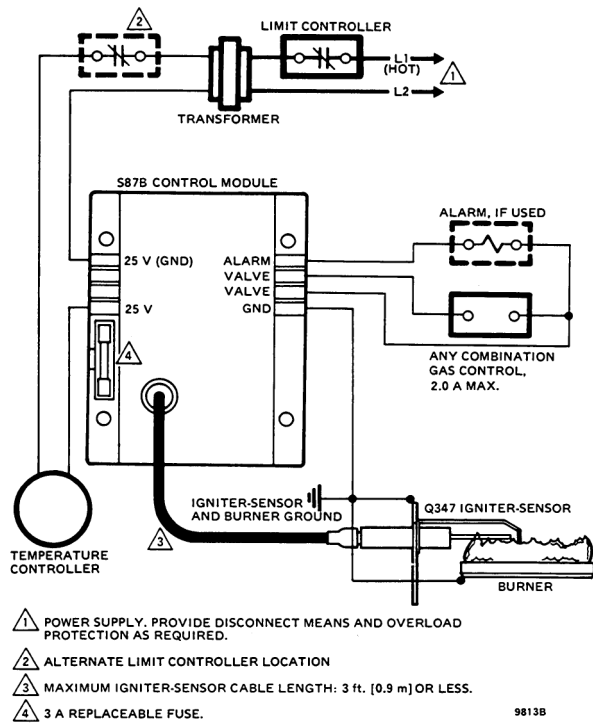 2
LIMIT CONTROLLER
L1
(HOT)
1
L2
TRANSFORMER
S87B CONTROL MODULE
ALARM, IF USED
25 V (GND)
ALARM
VALVE
VALVE
25 V
GND
4
ANY COMBINATION
GAS CONTROL,
2.0 A MAX.
IGNITER-SENSOR
AND BURNER GROUND
Q347 IGNITER-SENSOR
3
TEMPERATURE
CONTROLLER
BURNER
1 POWER SUPPLY. PROVIDE DISCONNECT MEANS AND OVERLOAD
PROTECTION AS REQUIRED.
2 ALTERNATE LIMIT CONTROLLER LOCATION
3 MAXIMUM IGNITER-SENSOR CABLE LENGTH: 3 ft. [0.9 m] OR LESS.
4 3 A REPLACEABLE FUSE.
9813B